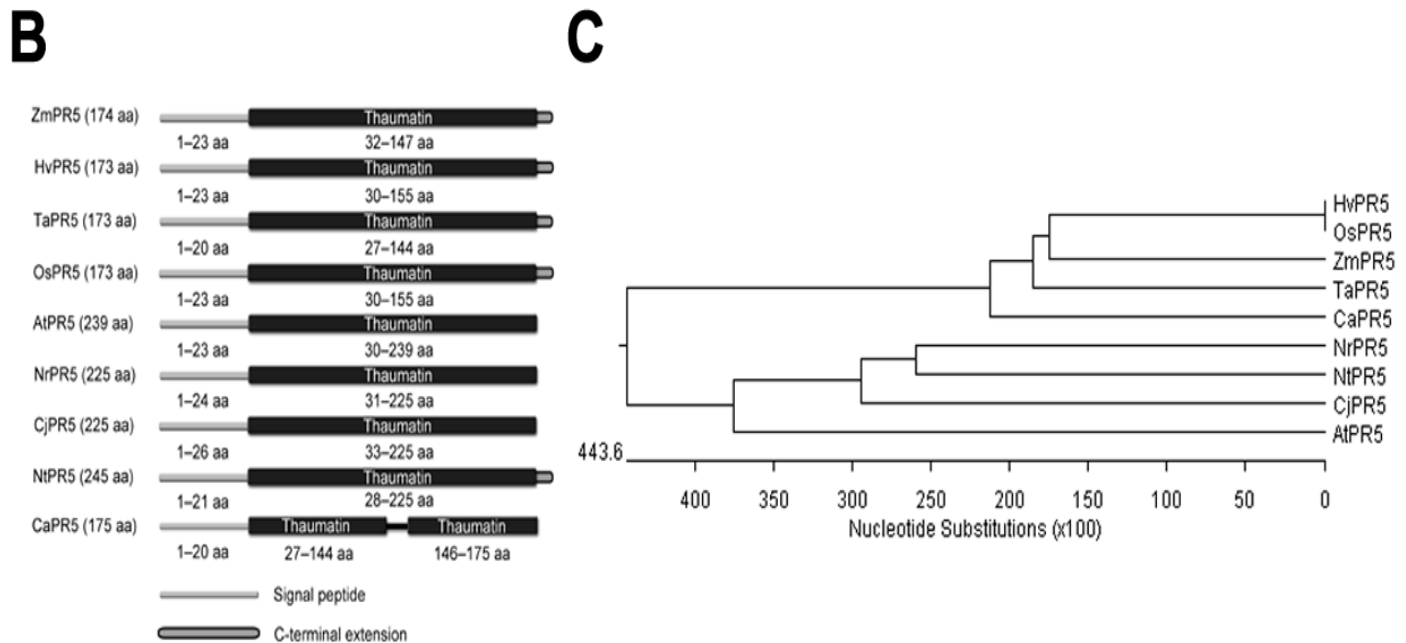 B
ZmPR5 (174 aa)
Thaumatin
1–23 aa
32–147 aa
HvPR5 (173 aa)
Thaumatin
1–23 aa
30–155 aa
TaPR5 (173 aa)
Thaumatin
1–20 aa
27–144 aa
OsPR5 (173 aa)
Thaumatin
1–23 aa
30–155 aa
AtPR5 (239 aa)
Thaumatin
1–23 aa
30–239 aa
NrPR5 (225 aa)
Thaumatin
1–24 aa
31–225 aa
CjPR5 (225 aa)
Thaumatin
1–26 aa
33–225 aa
NtPR5 (245 aa)
Thaumatin
1–21 aa
28–225 aa
CaPR5 (175 aa)
Thaumatin
Thaumatin
1–20 aa
27–144 aa
146–175 aa
Signal peptide
C-terminal extension
C
HvPR5
OsPR5
ZmPR5
TaPR5
CaPR5
NrPR5
NtPR5
CjPR5
AtPR5
443.6
400 350 300 250 200 150 100 50 0
Nucleotide Substitutions (x100)